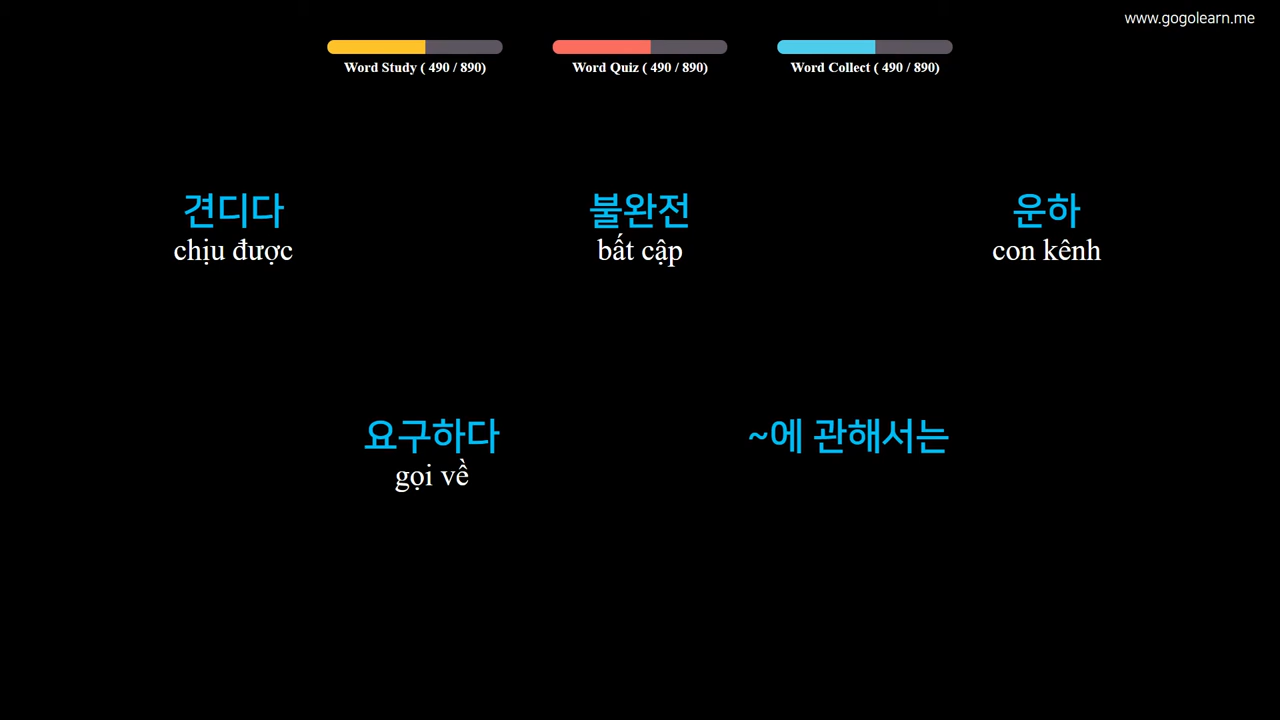 www.gogolearn.me
Word Study ( 490 / 890)
Word Quiz ( 490 / 890)
Word Collect ( 490 / 890)
견디다
chịu được
불완전
bất cập
운하
con kênh
요구하다
gọi về
~에 관해서는